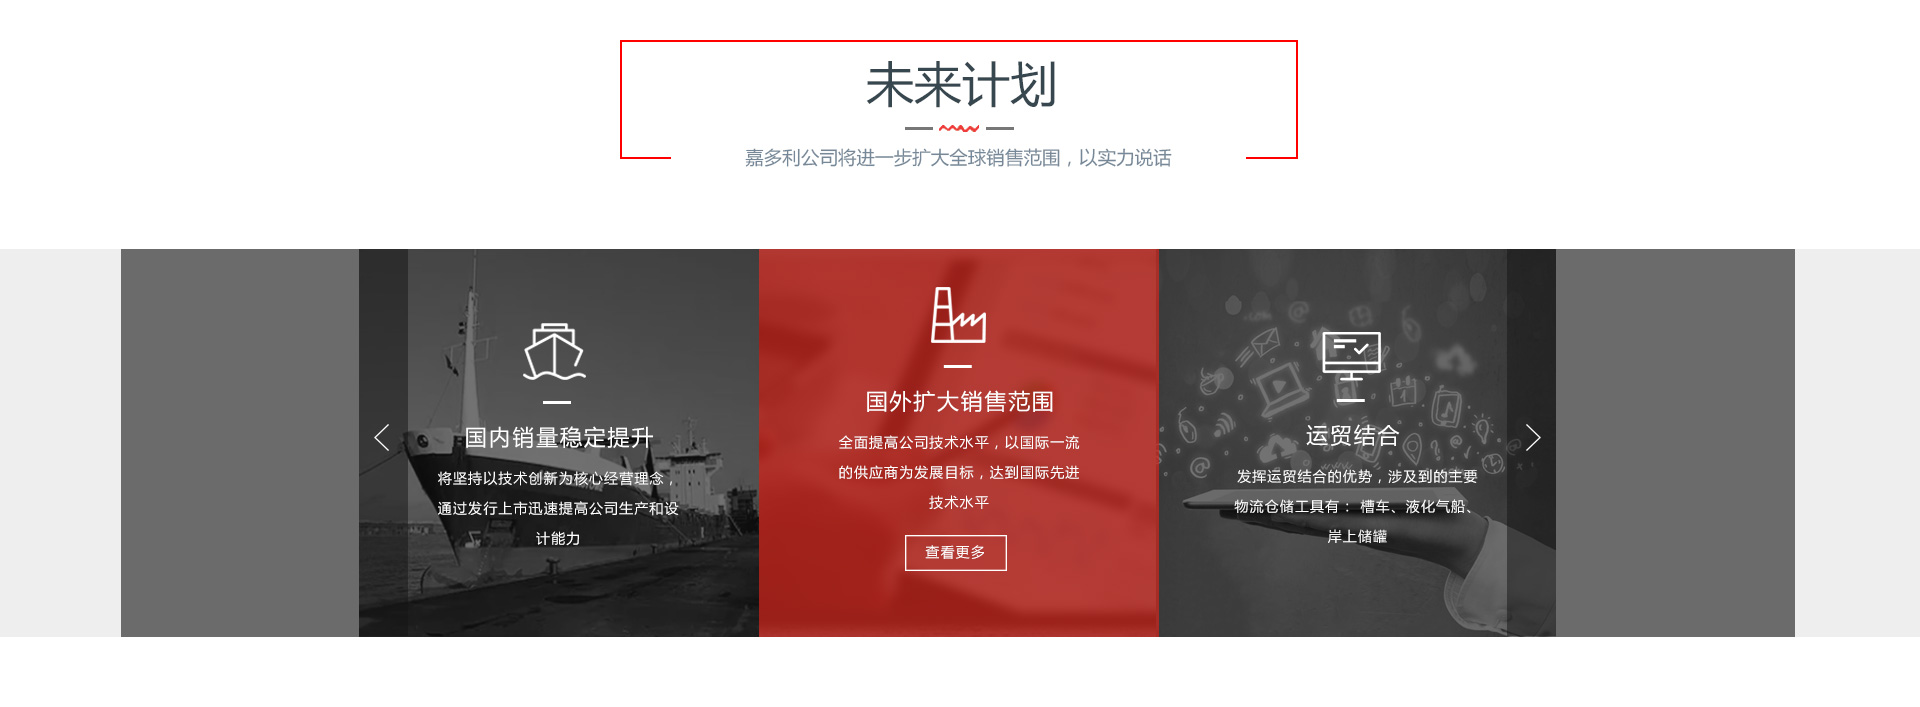 未来计划
嘉多利公司将进一步扩大全球销售范围，以实力说话
国内销量稳定提升
将坚持以技术创新为核心经营理念，
通过发行上市迅速提高公司生产和设
计能力
国外扩大销售范围
全面提高公司技术水平，以国际一流
的供应商为发展目标，达到国际先进
技术水平
查看更多
运贸结合
发挥运贸结合的优势，涉及到的主要
物流仓储工具有： 槽车、液化气船、
岸上储罐